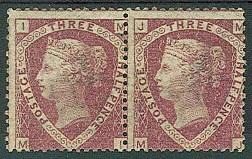 I THREE M
POSTAGE
HALFPENCE
M
J THREE M
POSTAGE
HALFPENCE
M